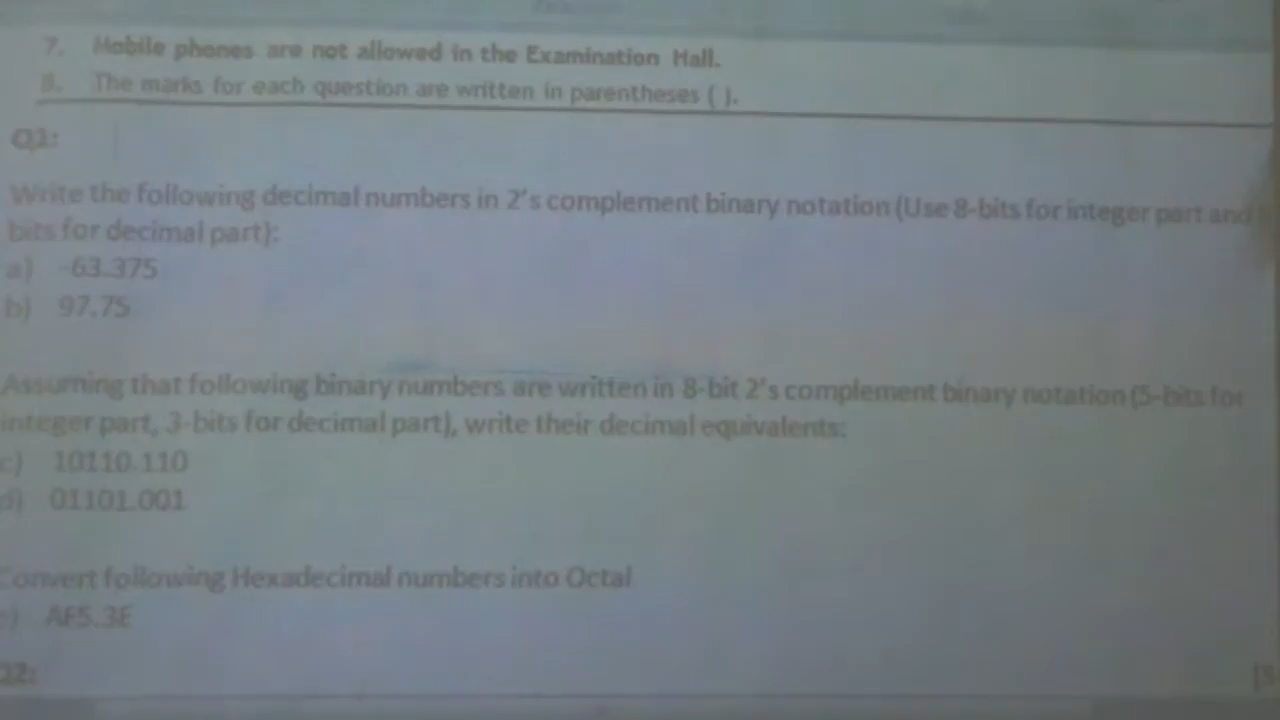 7. Mobile phones are not allowed in the Examination Hall.
8. The marks for each question are written in parentheses ( ).
Q1:
Write the following decimal numbers in 2's complement binary notation (Use 8-bits for integer part and
bits for decimal part):
a) -63.375
b) 97.75
Assuming that following binary numbers are written in 8-bit 2's complement binary notation (5-bits for
integer part, 3-bits for decimal part), write their decimal equivalents:
c) 10110.110
d) 01101.001
Convert following Hexadecimal numbers into Octal
e) AF5.3E
Q2: